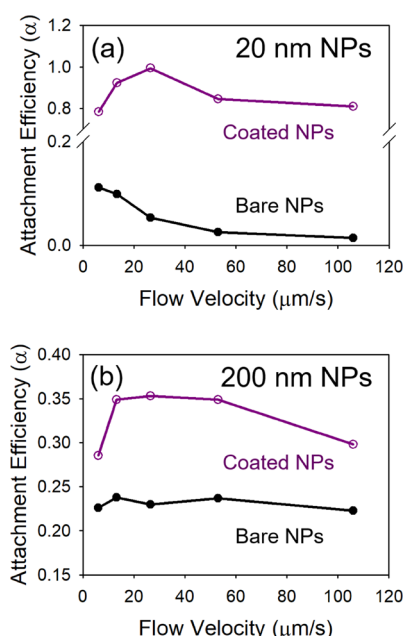 (a) 20 nm NPs
Attachment Efficiency (α)
1.2
1.0
0.8
0.2
0.0
Coated NPs
Bare NPs
0 20 40 60 80 100 120
Flow Velocity (μm/s)
(b) 200 nm NPs
Attachment Efficiency (α)
0.40
0.35
0.30
0.25
0.20
0.15
Coated NPs
Bare NPs
0 20 40 60 80 100 120
Flow Velocity (μm/s)